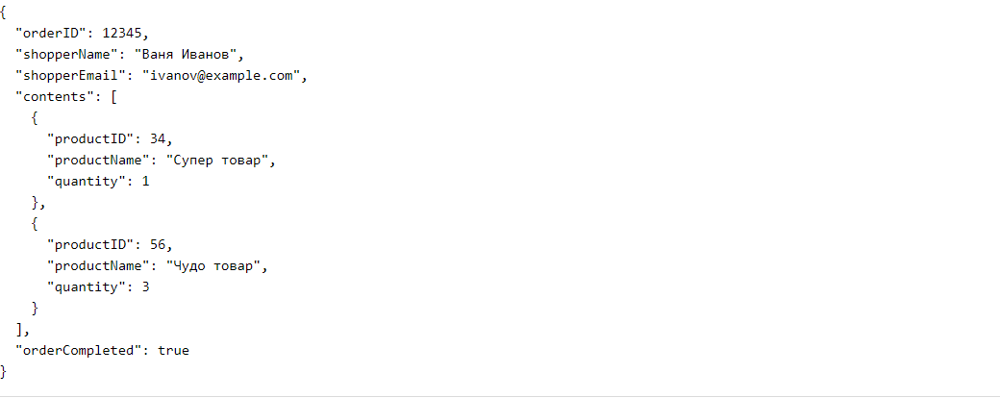 {
  "orderID": 12345,
  "shopperName": "Ваня Иванов",
  "shopperEmail": "ivanov@example.com",
  "contents": [
    {
      "productID": 34,
      "productName": "Супер товар",
      "quantity": 1
    },
    {
      "productID": 56,
      "productName": "Чудо товар",
      "quantity": 3
    }
  ],
  "orderCompleted": true
}